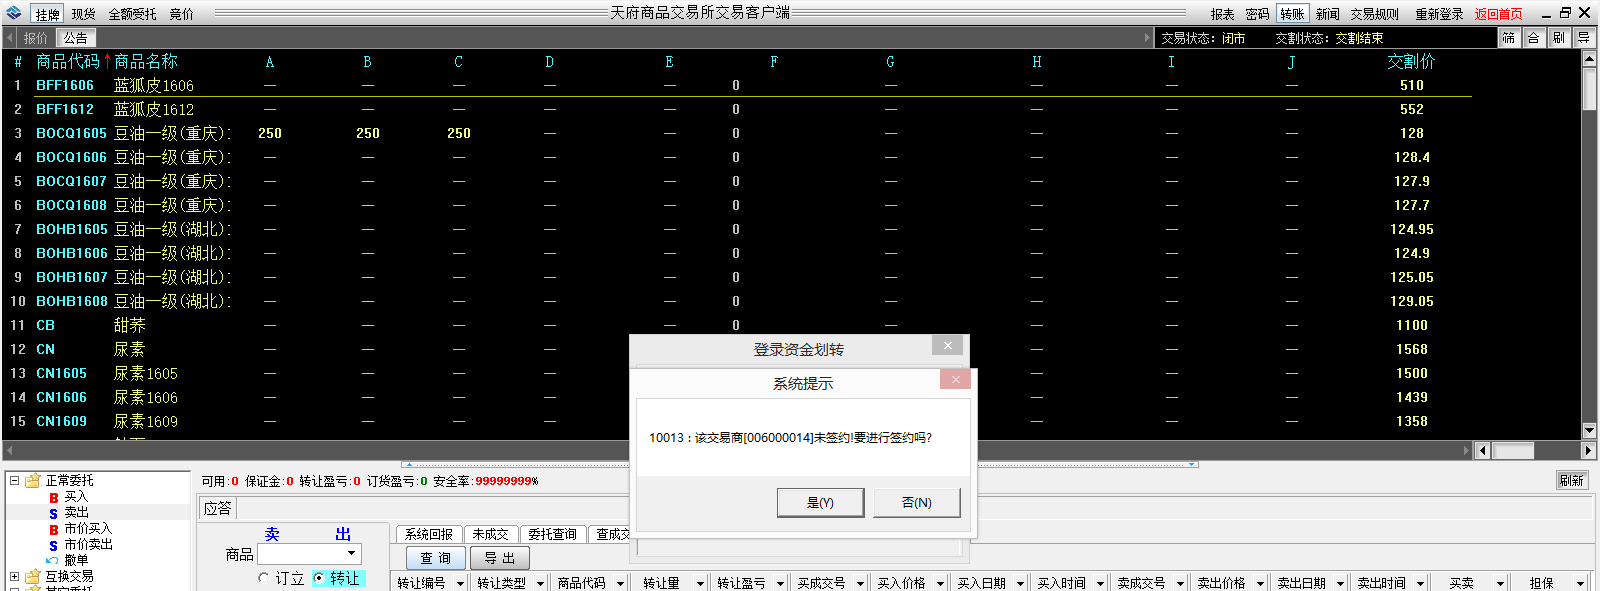 挂牌 现货 全额受托 竞价 天府商品交易所交易客户端 报表 密码 转账 新闻 交易规则 重新登录 返回首页
报价 公告 交易状态: 闭市 交割状态: 交割结束 筛 合 刷 导
# 商品代码↑商品名称 A B C D E F G H I J 交割价
1 BFF1606 蓝狐皮1606 — — — — — 0 — — — — 510
2 BFF1612 蓝狐皮1612 — — — — — 0 — — — — 552
3 BOCQ1605 豆油一级(重庆): 250 250 250 — — 0 — — — — 128
4 BOCQ1606 豆油一级(重庆): — — — — — 0 — — — — 128.4
5 BOCQ1607 豆油一级(重庆): — — — — — 0 — — — — 127.9
6 BOCQ1608 豆油一级(重庆): — — — — — 0 — — — — 127.7
7 BOHB1605 豆油一级(湖北): — — — — — 0 — — — — 124.95
8 BOHB1606 豆油一级(湖北): — — — — — 0 — — — — 124.9
9 BOHB1607 豆油一级(湖北): — — — — — 0 — — — — 125.05
10 BOHB1608 豆油一级(湖北): — — — — — 0 — — — — 129.05
11 CB 甜荞 — — — — — 0 — — — — 1100
12 CN 尿素 — — — — — — — 1568
13 CN1605 尿素1605 — — — — — — — 1500
14 CN1606 尿素1606 — — — — — — — 1439
15 CN1609 尿素1609 — — — — — — — 1358
登录资金划转
系统提示
10013 : 该交易商[006000014]未签约!要进行签约吗?
是(Y) 否(N)
正常委托
B 买入
S 卖出
B 市价买入
S 市价卖出
撤单
互换交易
可用:0 保证金:0 转让盈亏:0 订货盈亏:0 安全率:99999999% 刷新
应答
卖 出
商品
订立 转让
系统回报 未成交 委托查询 查成交
查 询 导 出
转让编号 转让类型 商品代码 转让量 转让盈亏 买成交号 买入价格 买入日期 买入时间 卖成交号 卖出价格 卖出日期 卖出时间 买卖 担保